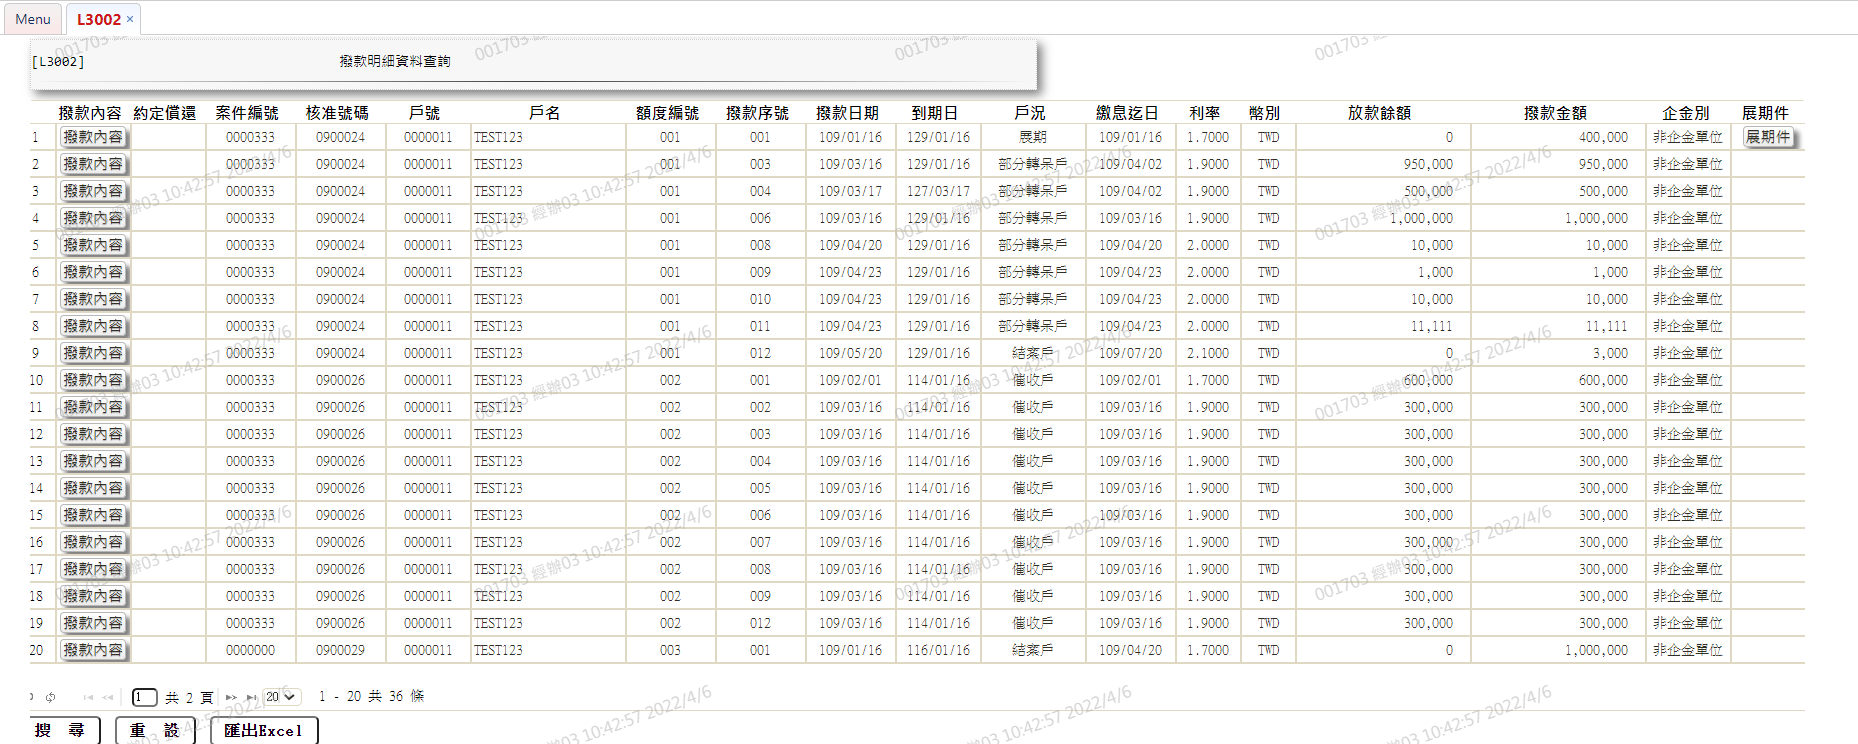 Menu L3002 ×
[L3002] 撥款明細資料查詢
撥款內容 約定償還 案件編號 核准號碼 戶號 戶名 額度編號 撥款序號 撥款日期 到期日 戶況 繳息迄日 利率 幣別 放款餘額 撥款金額 企金別 展期件
1 撥款內容 0000333 0900024 0000011 TEST123 001 001 109/01/16 129/01/16 展期 109/01/16 1.7000 TWD 0 400,000 非企金單位 展期件
2 撥款內容 0000333 0900024 0000011 TEST123 001 003 109/03/16 129/01/16 部分轉呆戶 109/04/02 1.9000 TWD 950,000 950,000 非企金單位
3 撥款內容 0000333 0900024 0000011 TEST123 001 004 109/03/17 127/03/17 部分轉呆戶 109/04/02 1.9000 TWD 500,000 500,000 非企金單位
4 撥款內容 0000333 0900024 0000011 TEST123 001 006 109/03/16 129/01/16 部分轉呆戶 109/03/16 1.9000 TWD 1,000,000 1,000,000 非企金單位
5 撥款內容 0000333 0900024 0000011 TEST123 001 008 109/04/20 129/01/16 部分轉呆戶 109/04/20 2.0000 TWD 10,000 10,000 非企金單位
6 撥款內容 0000333 0900024 0000011 TEST123 001 009 109/04/23 129/01/16 部分轉呆戶 109/04/23 2.0000 TWD 1,000 1,000 非企金單位
7 撥款內容 0000333 0900024 0000011 TEST123 001 010 109/04/23 129/01/16 部分轉呆戶 109/04/23 2.0000 TWD 10,000 10,000 非企金單位
8 撥款內容 0000333 0900024 0000011 TEST123 001 011 109/04/23 129/01/16 部分轉呆戶 109/04/23 2.0000 TWD 11,111 11,111 非企金單位
9 撥款內容 0000333 0900024 0000011 TEST123 001 012 109/05/20 129/01/16 結案戶 109/07/20 2.1000 TWD 0 3,000 非企金單位
10 撥款內容 0000333 0900026 0000011 TEST123 002 001 109/02/01 114/01/16 催收戶 109/02/01 1.7000 TWD 600,000 600,000 非企金單位
11 撥款內容 0000333 0900026 0000011 TEST123 002 002 109/03/16 114/01/16 催收戶 109/03/16 1.9000 TWD 300,000 300,000 非企金單位
12 撥款內容 0000333 0900026 0000011 TEST123 002 003 109/03/16 114/01/16 催收戶 109/03/16 1.9000 TWD 300,000 300,000 非企金單位
13 撥款內容 0000333 0900026 0000011 TEST123 002 004 109/03/16 114/01/16 催收戶 109/03/16 1.9000 TWD 300,000 300,000 非企金單位
14 撥款內容 0000333 0900026 0000011 TEST123 002 005 109/03/16 114/01/16 催收戶 109/03/16 1.9000 TWD 300,000 300,000 非企金單位
15 撥款內容 0000333 0900026 0000011 TEST123 002 006 109/03/16 114/01/16 催收戶 109/03/16 1.9000 TWD 300,000 300,000 非企金單位
16 撥款內容 0000333 0900026 0000011 TEST123 002 007 109/03/16 114/01/16 催收戶 109/03/16 1.9000 TWD 300,000 300,000 非企金單位
17 撥款內容 0000333 0900026 0000011 TEST123 002 008 109/03/16 114/01/16 催收戶 109/03/16 1.9000 TWD 300,000 300,000 非企金單位
18 撥款內容 0000333 0900026 0000011 TEST123 002 009 109/03/16 114/01/16 催收戶 109/03/16 1.9000 TWD 300,000 300,000 非企金單位
19 撥款內容 0000333 0900026 0000011 TEST123 002 012 109/03/16 114/01/16 催收戶 109/03/16 1.9000 TWD 300,000 300,000 非企金單位
20 撥款內容 0000000 0900029 0000011 TEST123 003 001 109/01/16 116/01/16 結案戶 109/04/20 1.7000 TWD 0 1,000,000 非企金單位
1 共 2 頁 20 1 - 20 共 36 條
搜 尋 重 設 匯出Excel
001703 經辦03 10:42:57 2022/4/6